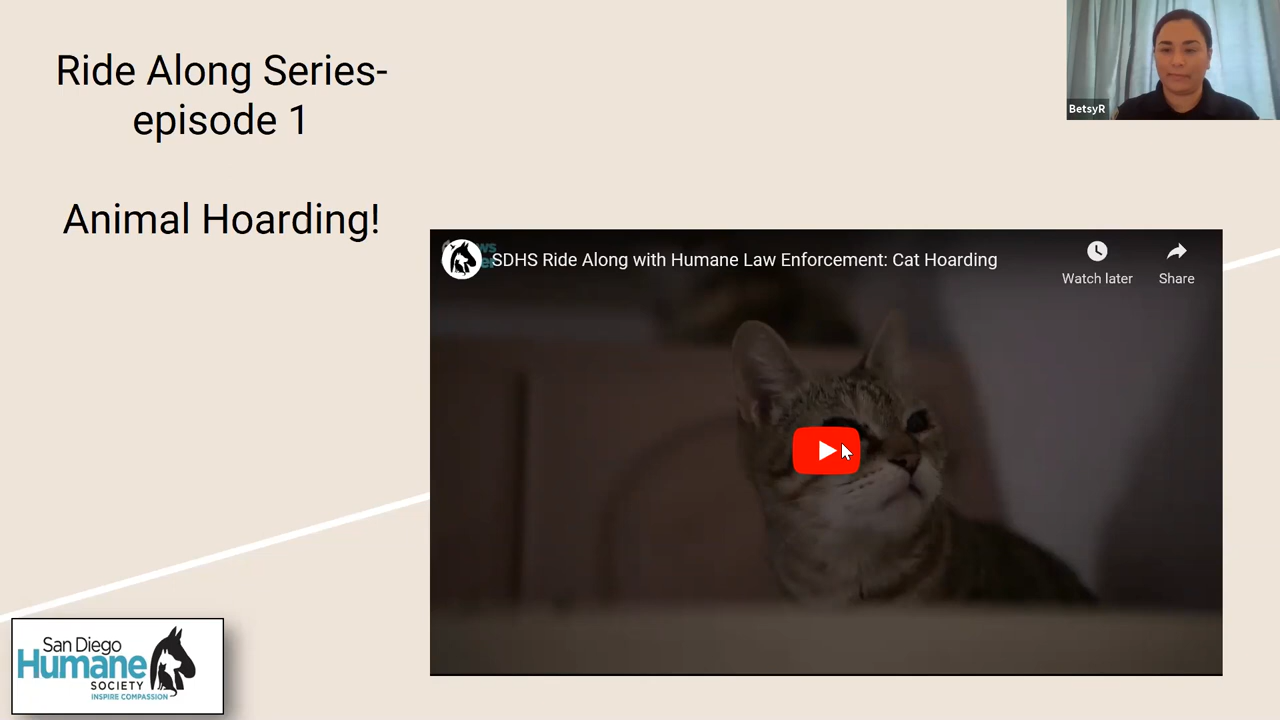 Ride Along Series-
episode 1
Animal Hoarding!
BetsyR
SDHS Ride Along with Humane Law Enforcement: Cat Hoarding
Watch later
Share
San Diego
Humane
SOCIETY
INSPIRE COMPASSION